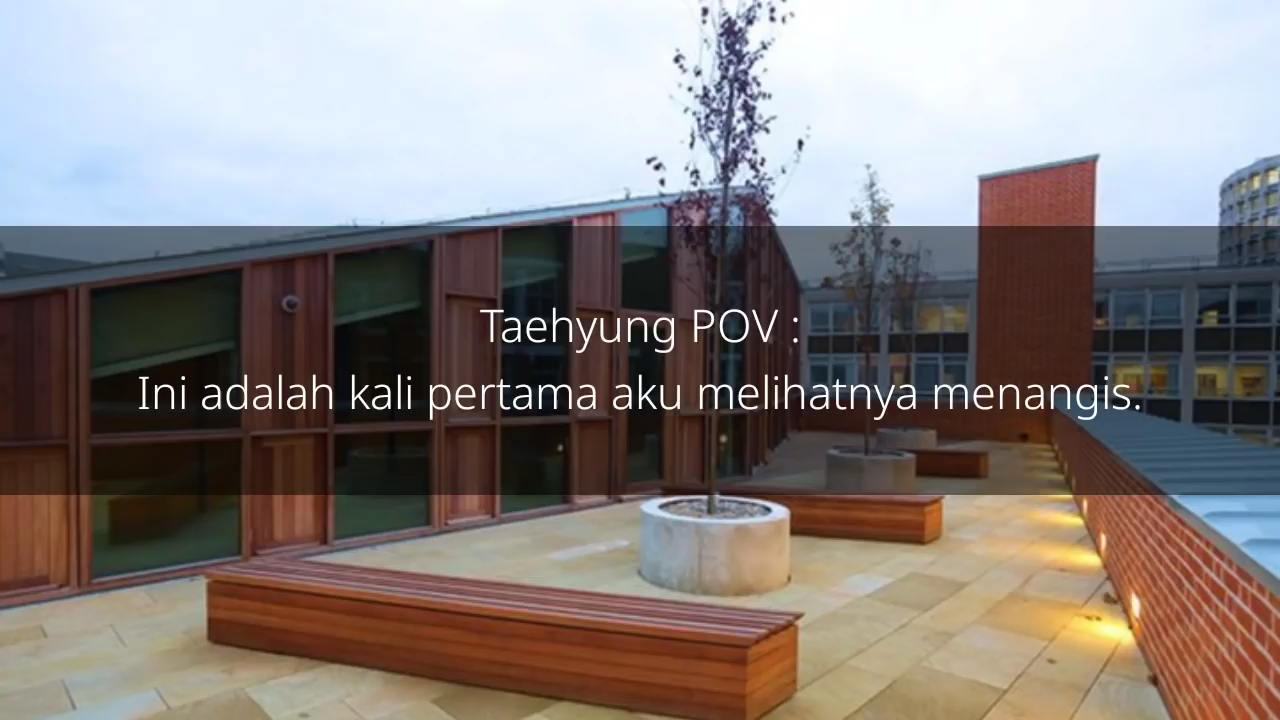 Taehyung POV :
Ini adalah kali pertama aku melihatnya menangis.